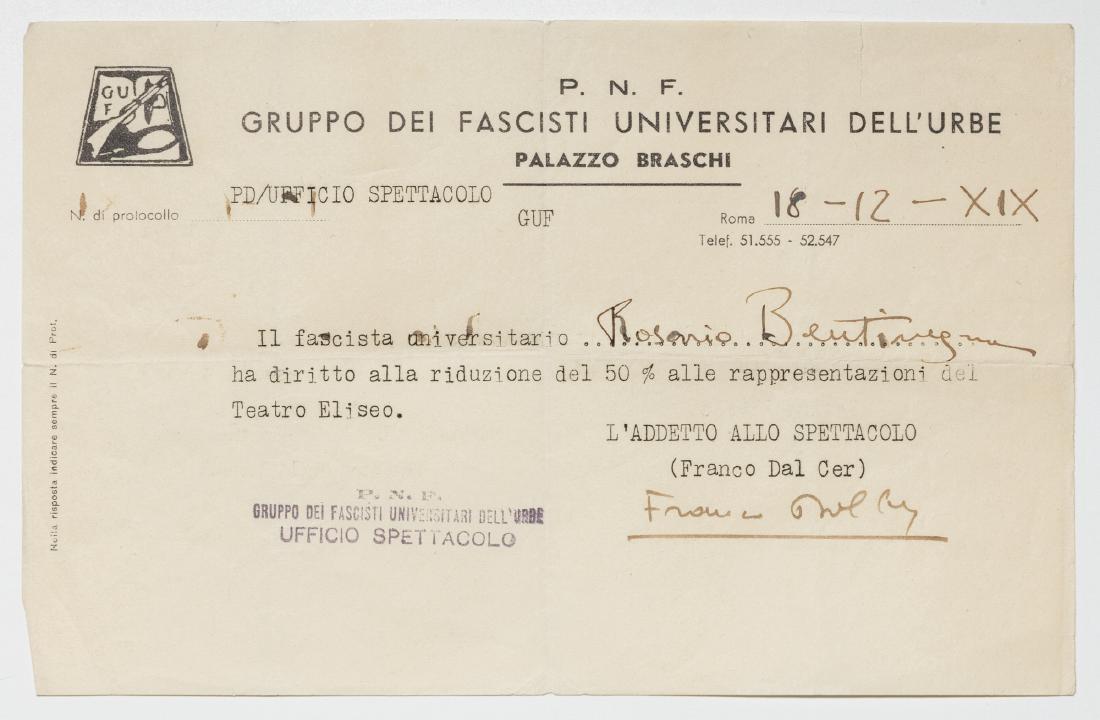 GU
F
P. N. F.
GRUPPO DEI FASCISTI UNIVERSITARI DELL'URBE
PALAZZO BRASCHI
PD/UFFICIO SPETTACOLO
N. di protocollo
GUF
Roma 18-12-XIX
Telef. 51.555 - 52.547
Il fascista universitario Rosario Bentivegna
ha diritto alla riduzione del 50 % alle rappresentazioni del
Teatro Eliseo.
L'ADDETTO ALLO SPETTACOLO
(Franco Dal Cer)
Franco Dal Cer
P. N. F.
GRUPPO DEI FASCISTI UNIVERSITARI DELL'URBE
UFFICIO SPETTACOLO
Nella risposta indicare sempre il N. di Prot.